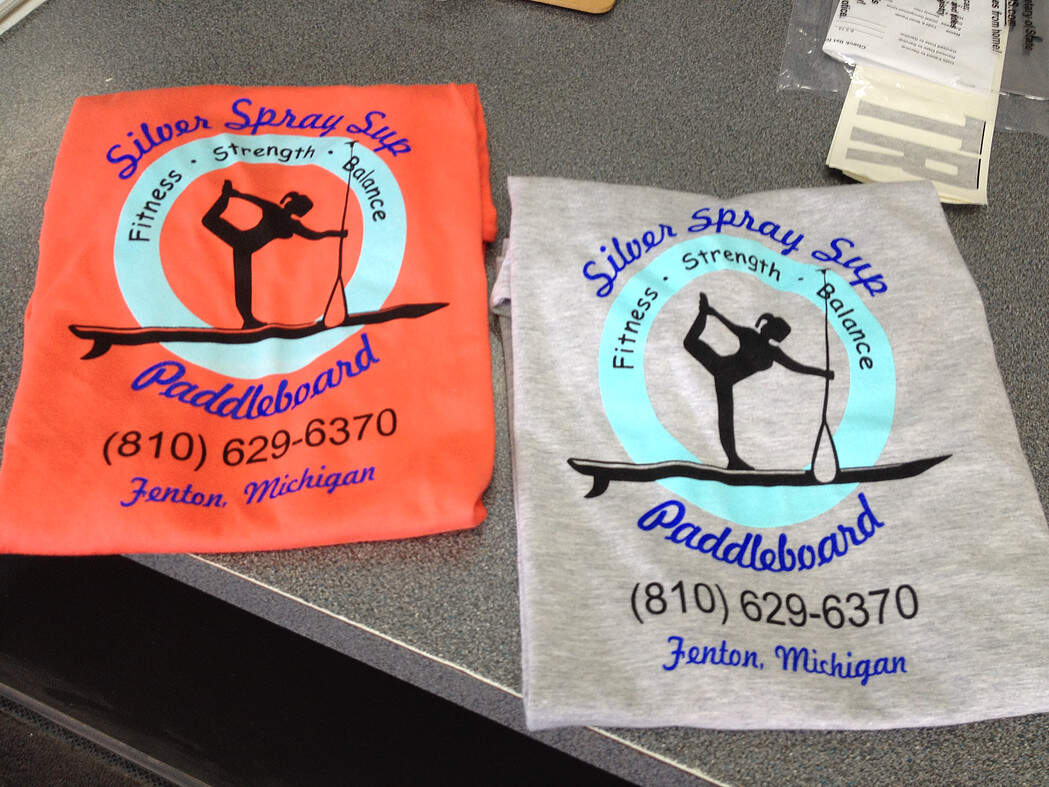 Silver Spray Sup
Fitness · Strength · Balance
Paddleboard
(810) 629-6370
Fenton, Michigan
Silver Spray Sup
Fitness · Strength · Balance
Paddleboard
(810) 629-6370
Fenton, Michigan
TR